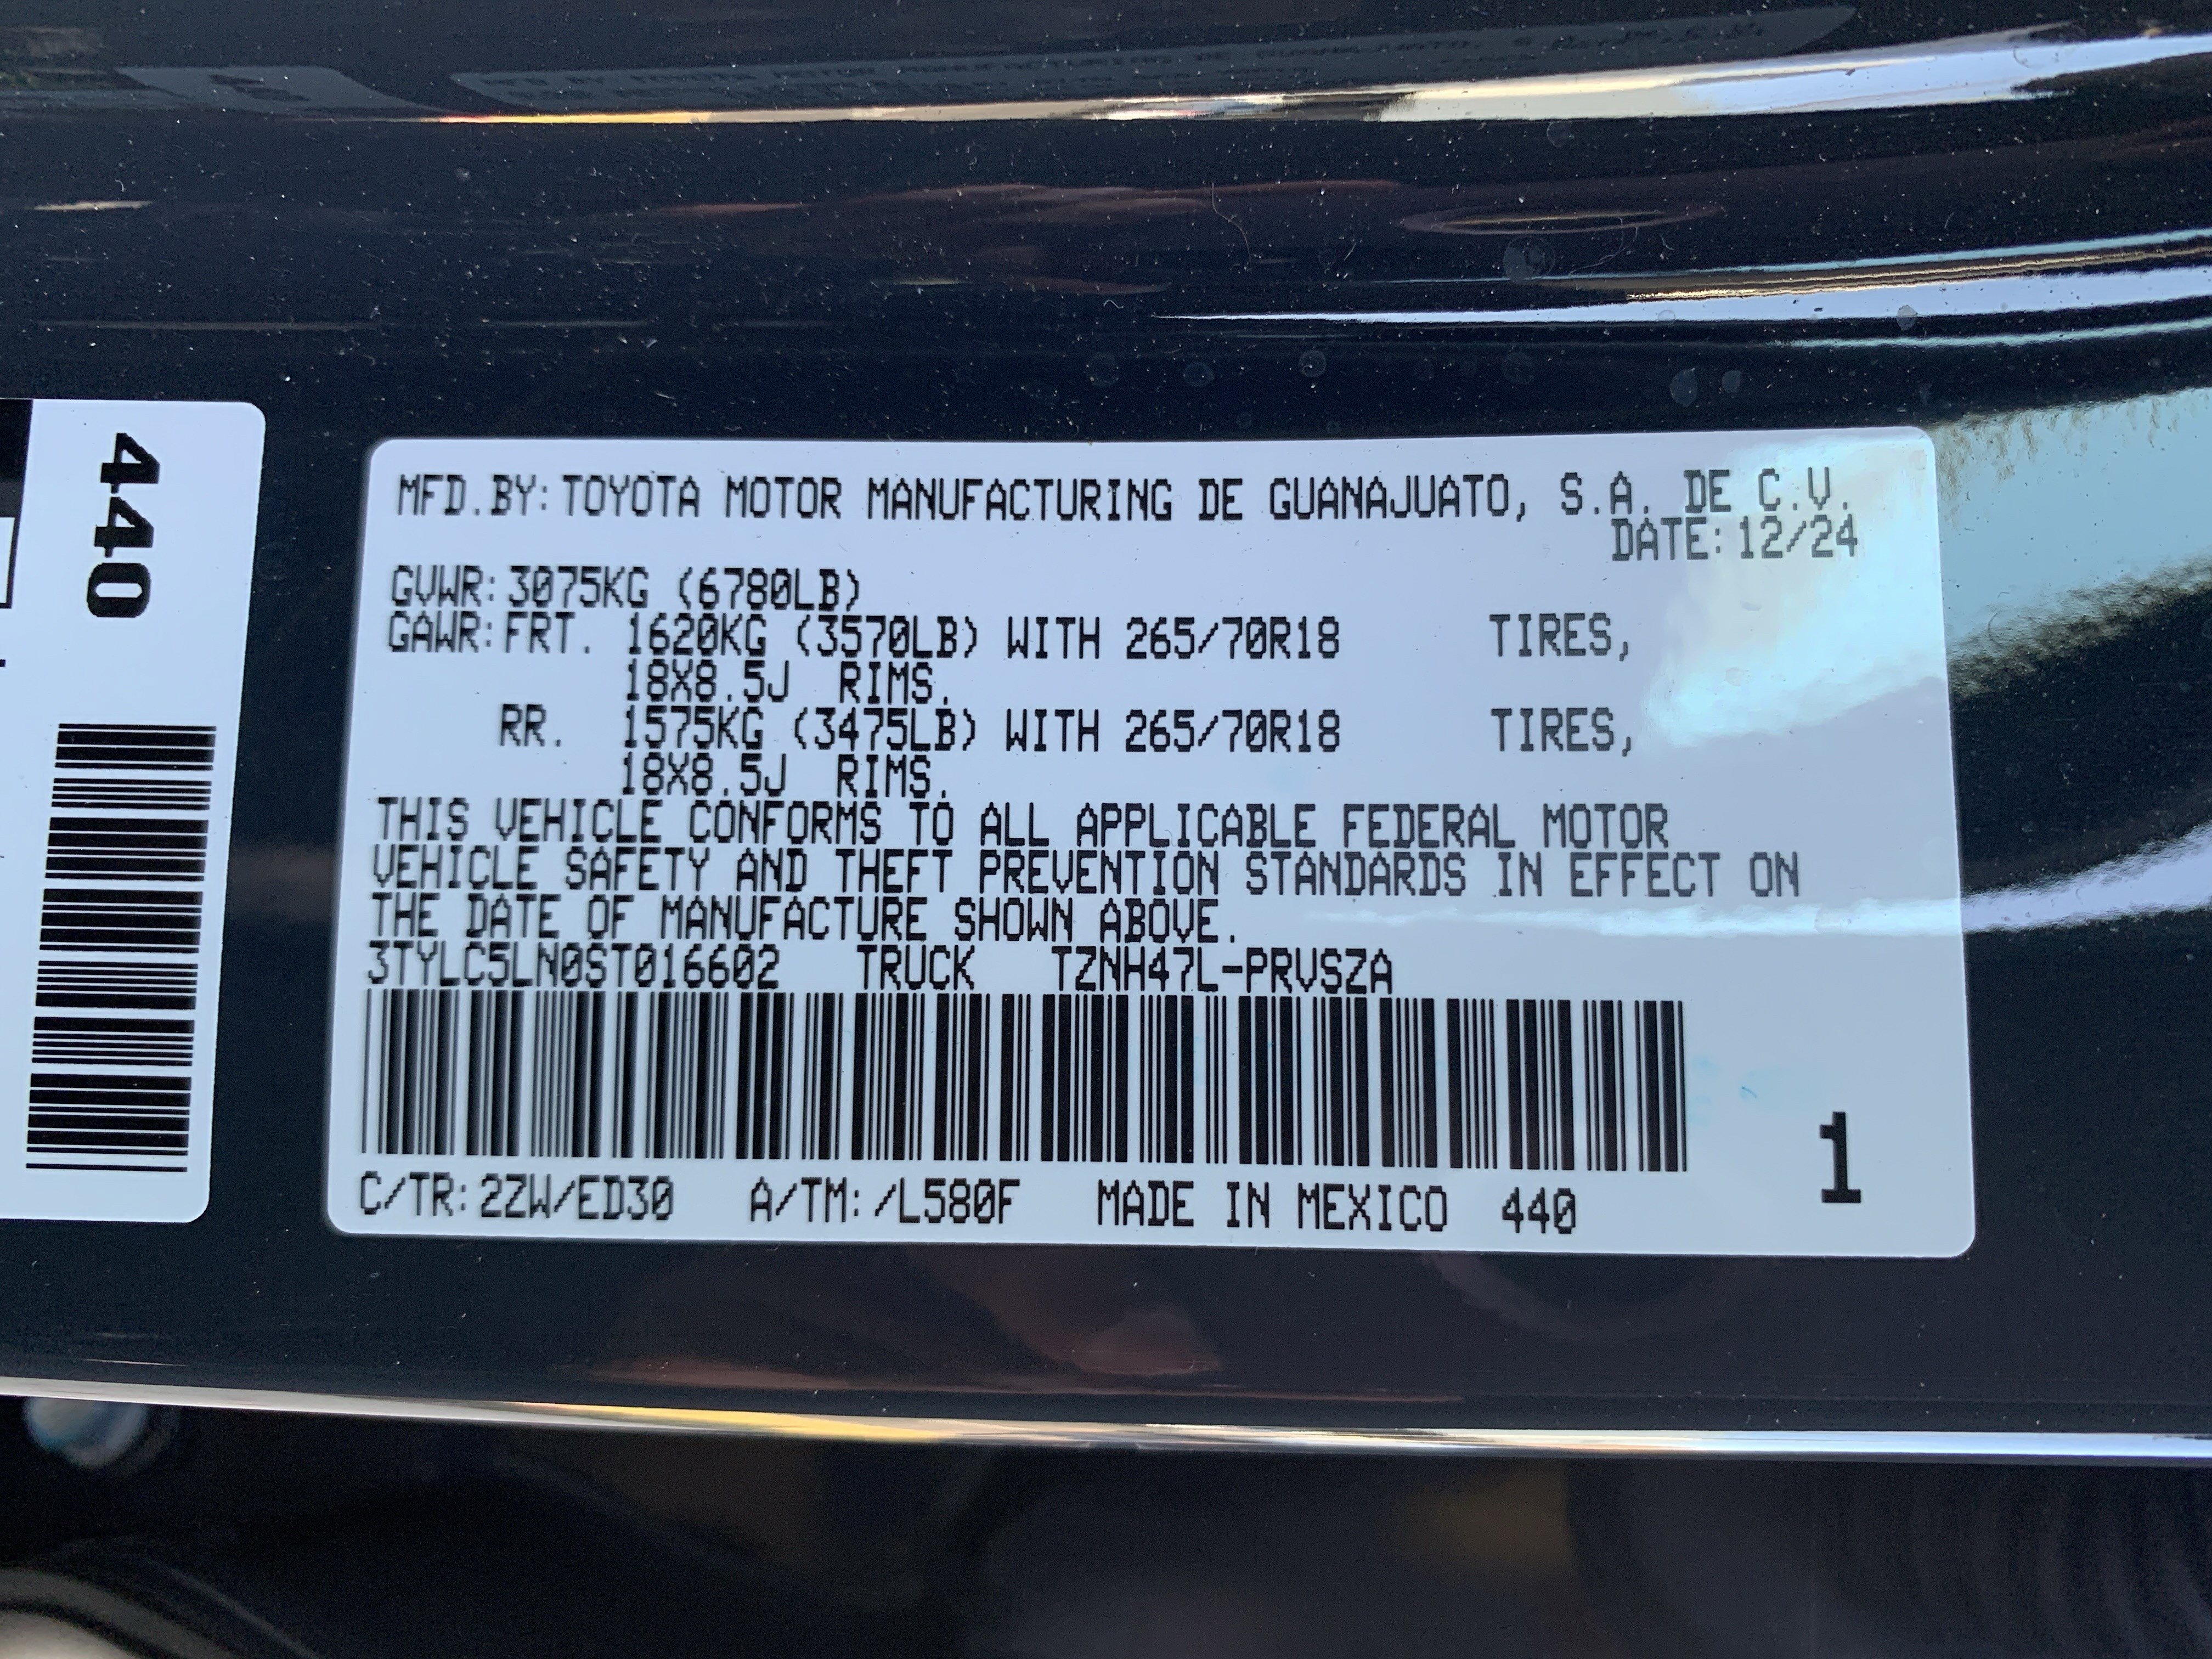 440
MFD.BY:TOYOTA MOTOR MANUFACTURING DE GUANAJUATO, S.A. DE C.V.
DATE:12/24
GVWR:3075KG (6780LB)
GAWR:FRT. 1620KG (3570LB) WITH 265/70R18 TIRES,
18X8.5J RIMS.
RR. 1575KG (3475LB) WITH 265/70R18 TIRES,
18X8.5J RIMS.
THIS VEHICLE CONFORMS TO ALL APPLICABLE FEDERAL MOTOR
VEHICLE SAFETY AND THEFT PREVENTION STANDARDS IN EFFECT ON
THE DATE OF MANUFACTURE SHOWN ABOVE.
3TYLC5LN0ST016602 TRUCK TZNH47L-PRVSZA
C/TR:2ZW/ED30 A/TM:/L580F MADE IN MEXICO 440
1